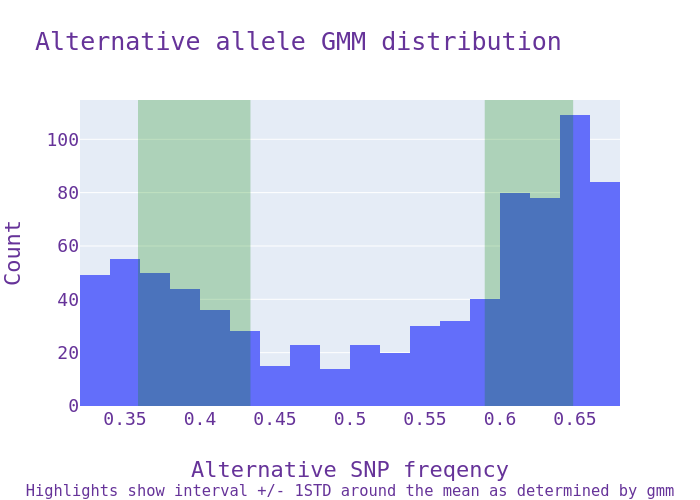 Alternative allele GMM distribution
Count
100
80
60
40
20
0
0.35 0.4 0.45 0.5 0.55 0.6 0.65
Alternative SNP freqency
Highlights show interval +/- 1STD around the mean as determined by gmm